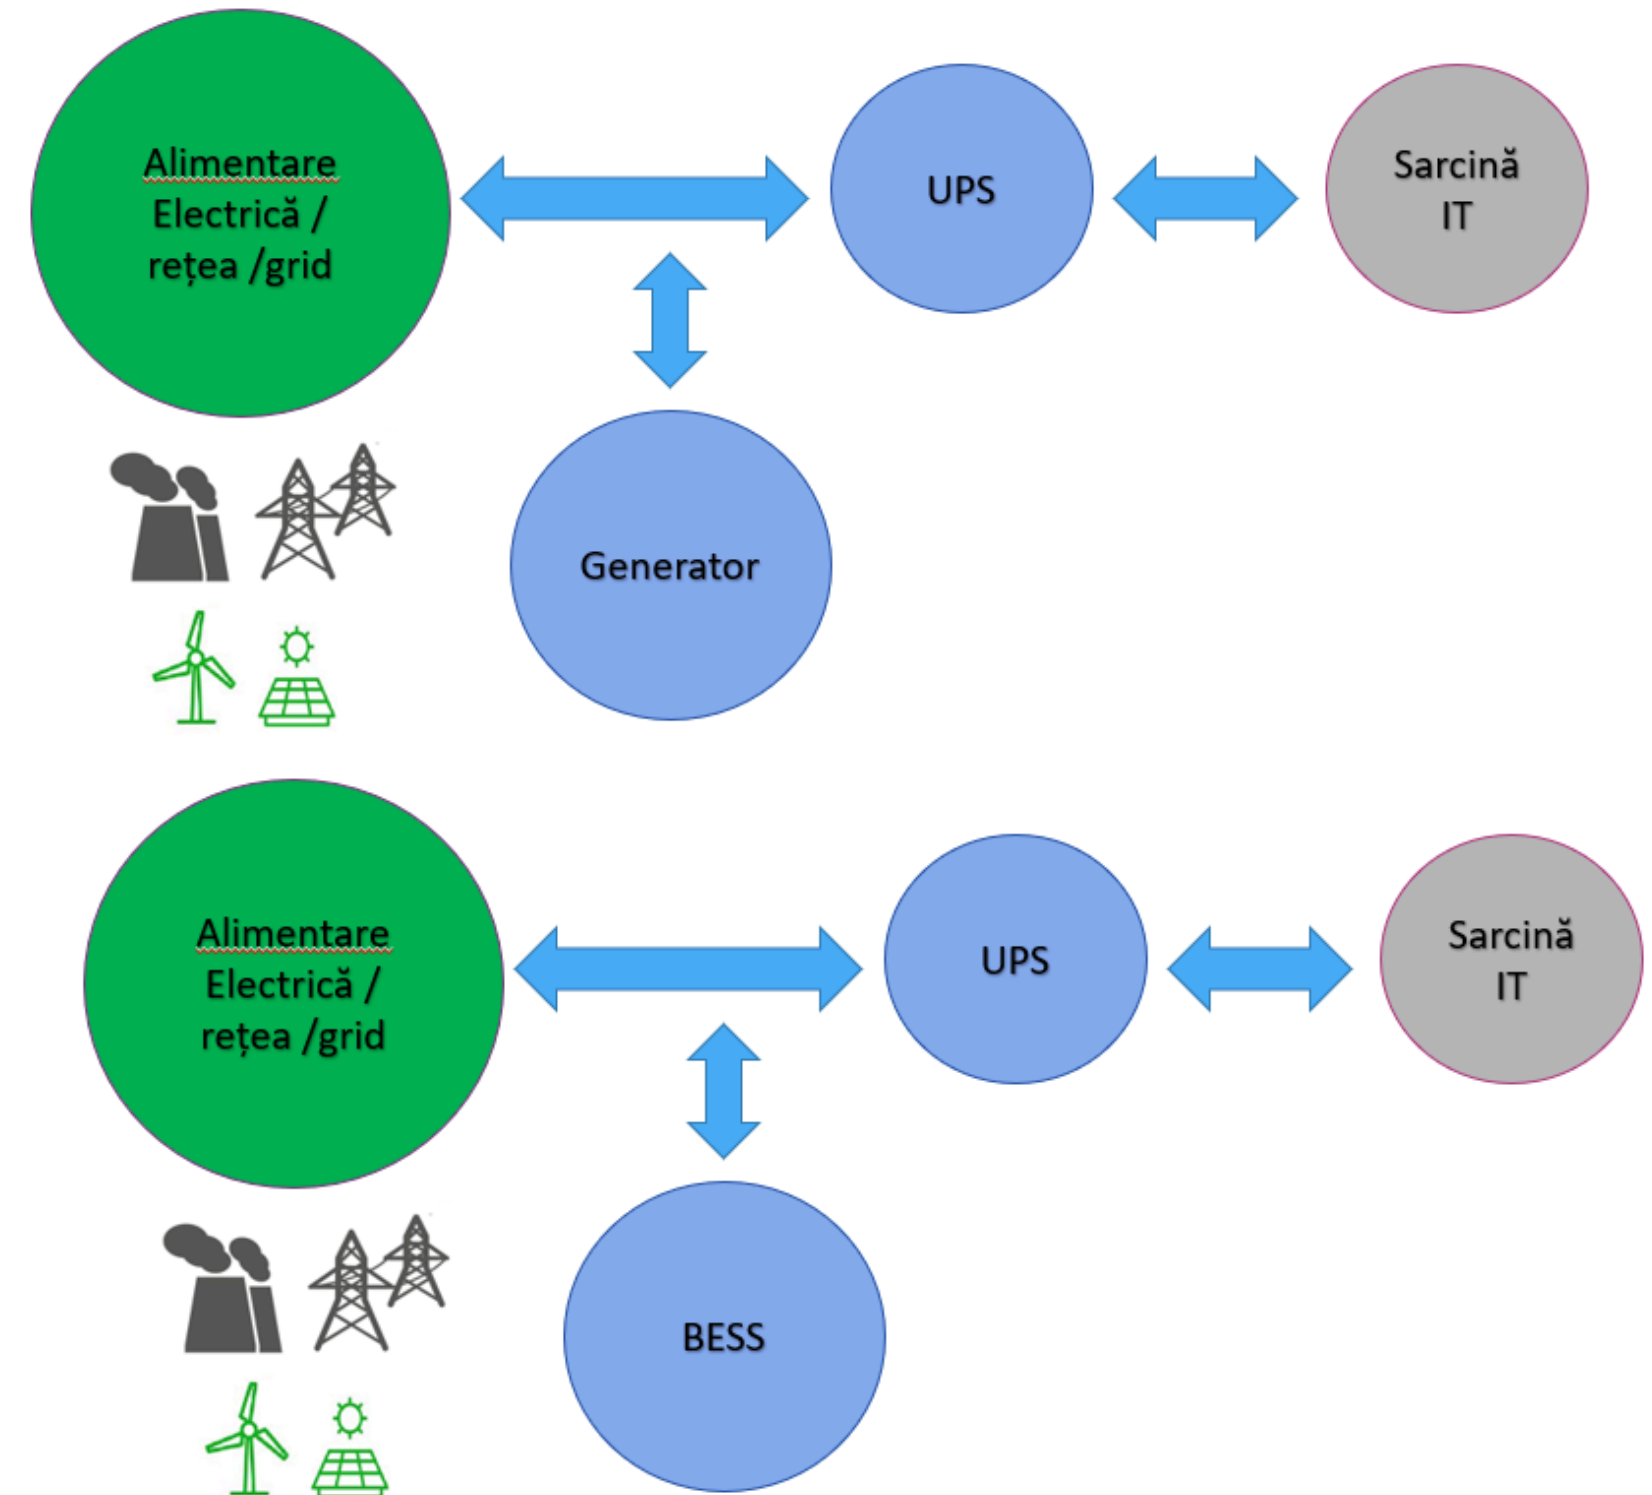 Alimentare
Electrică /
rețea /grid
UPS
Sarcină
IT
Generator
Alimentare
Electrică /
rețea /grid
UPS
Sarcină
IT
BESS